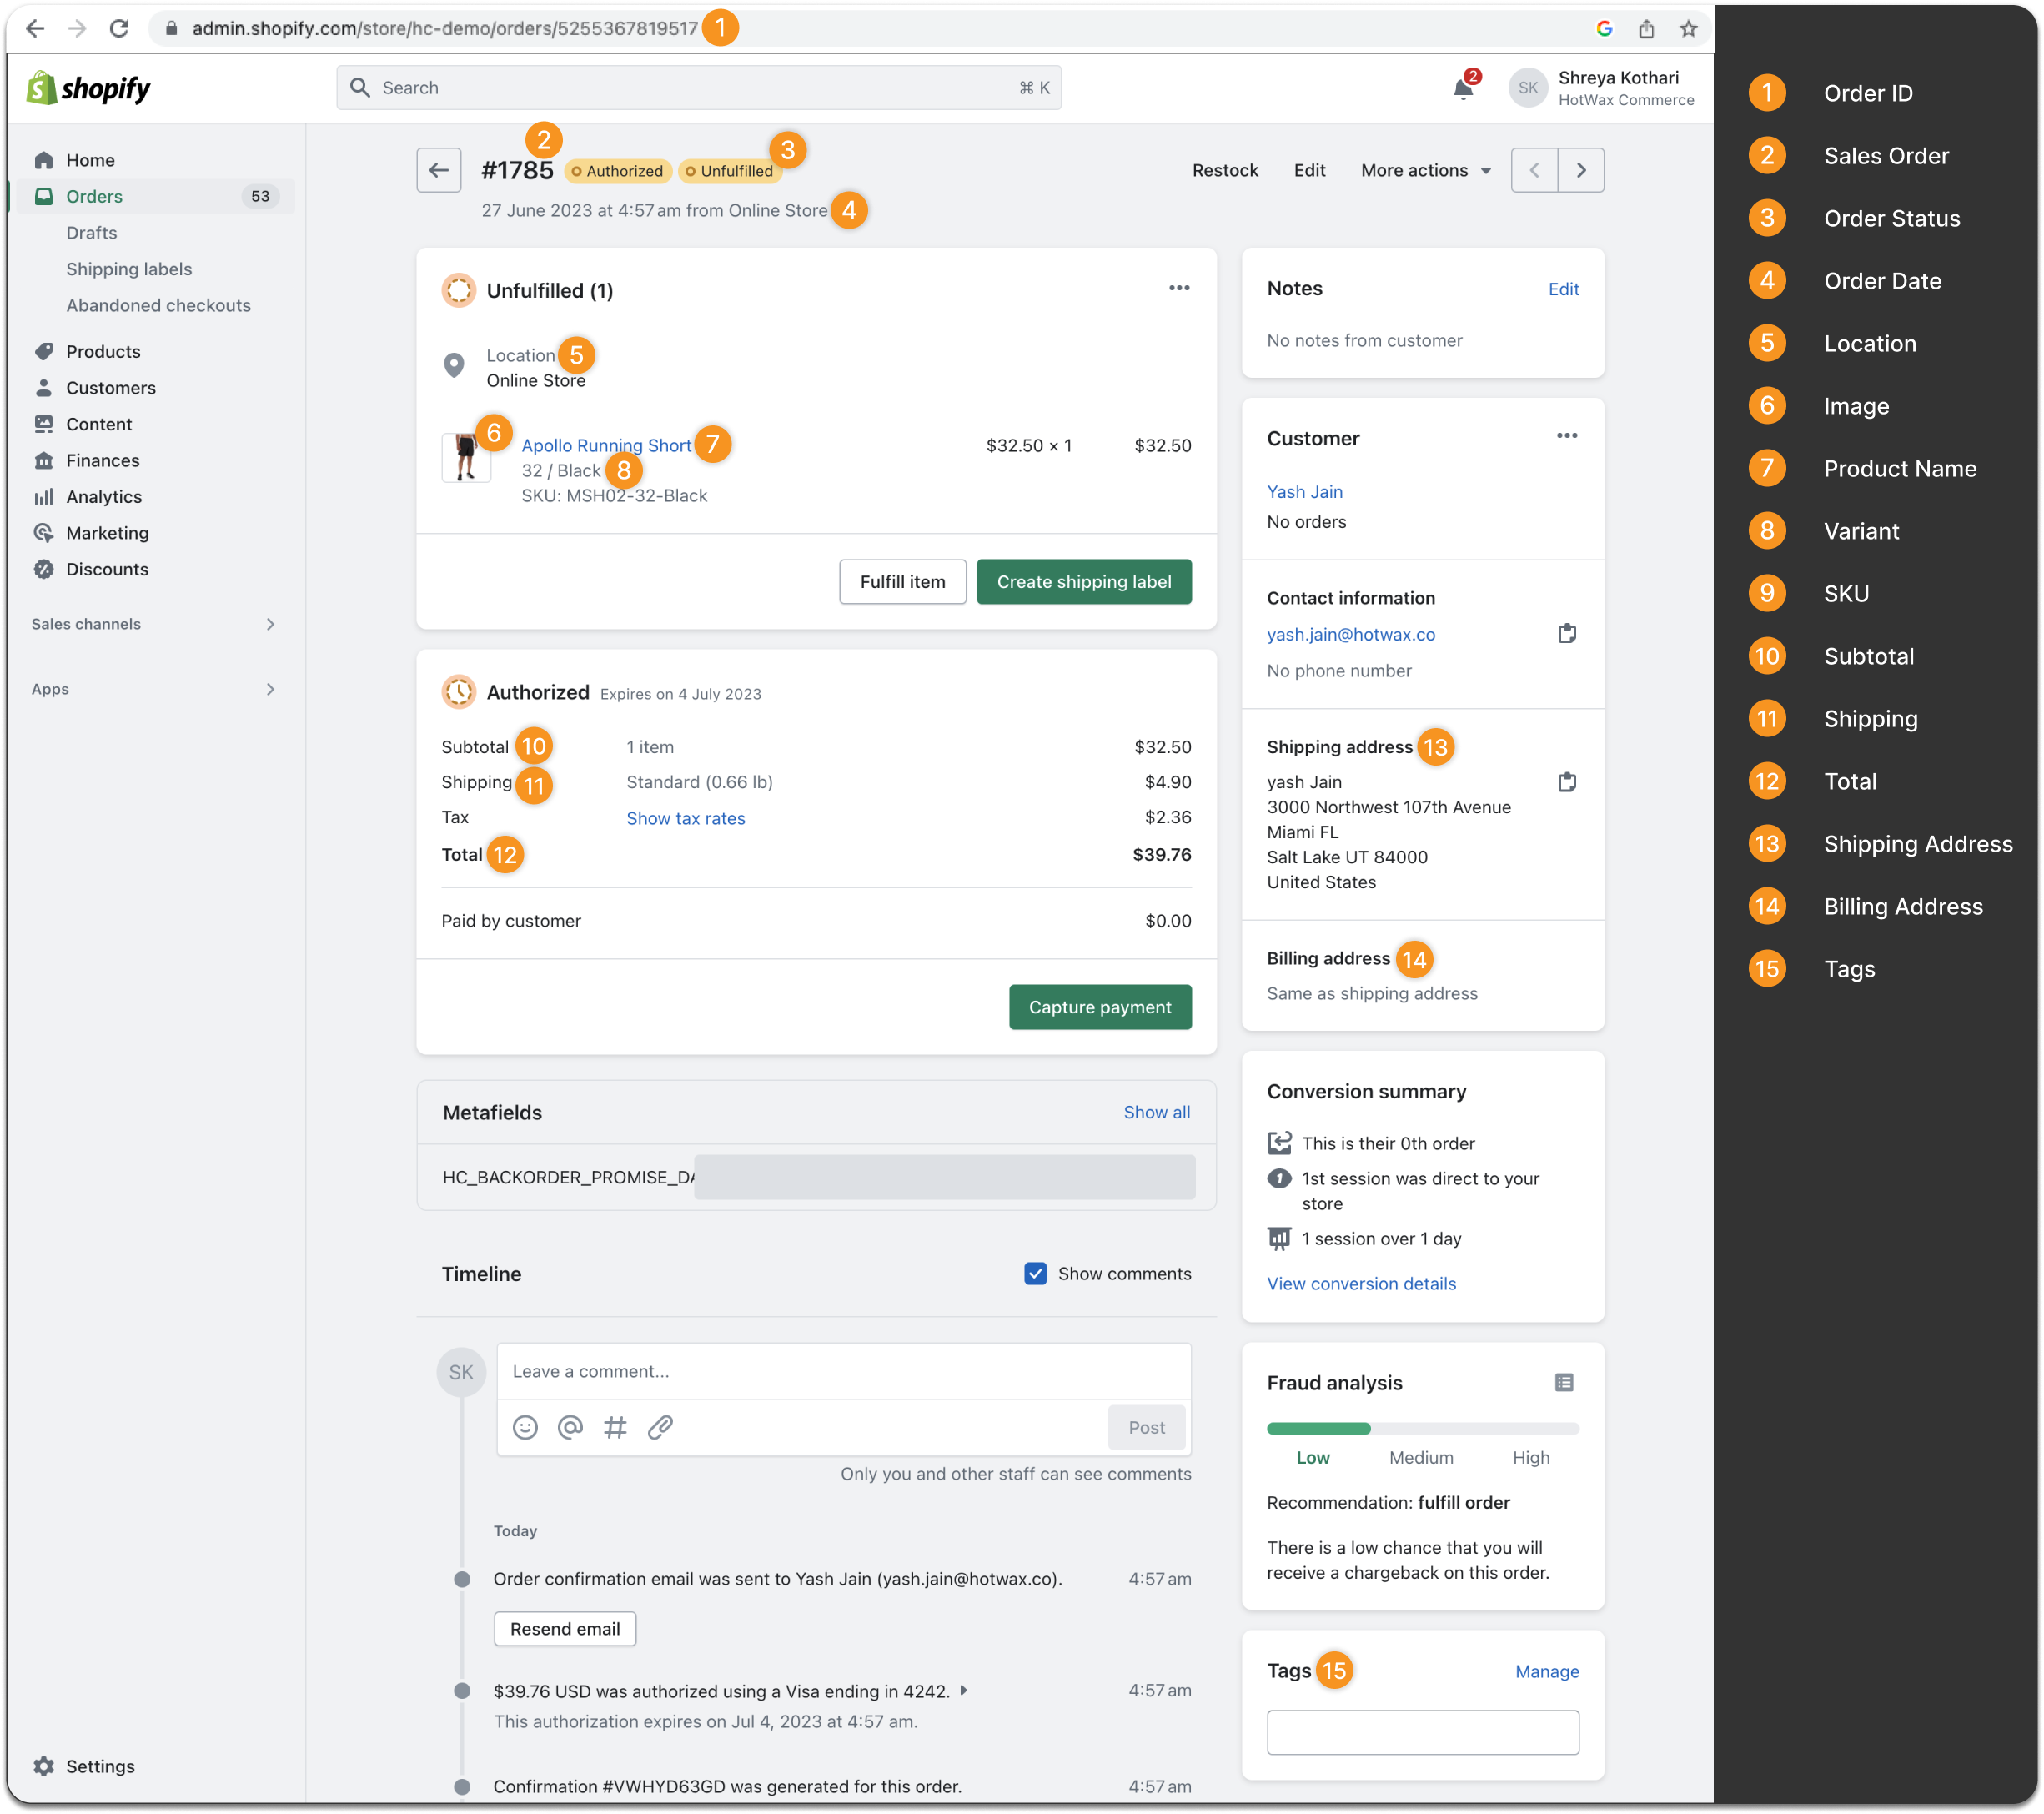 admin.shopify.com/store/hc-demo/orders/5255367819517 1
shopify
Search ⌘ K
2
SK Shreya Kothari
HotWax Commerce
Home
Orders 53
Drafts
Shipping labels
Abandoned checkouts
Products
Customers
Content
Finances
Analytics
Marketing
Discounts
Sales channels
Apps
Settings
2
#1785 Authorized Unfulfilled 3
27 June 2023 at 4:57 am from Online Store 4
Restock Edit More actions
Unfulfilled (1)
Location 5
Online Store
6 Apollo Running Short 7 $32.50 × 1 $32.50
32 / Black 8
SKU: MSH02-32-Black
Fulfill item Create shipping label
Authorized Expires on 4 July 2023
Subtotal 10 1 item $32.50
Shipping 11 Standard (0.66 lb) $4.90
Tax Show tax rates $2.36
Total 12 $39.76
Paid by customer $0.00
Capture payment
Metafields Show all
HC_BACKORDER_PROMISE_DA
Timeline Show comments
SK Leave a comment...
Post
Only you and other staff can see comments
Today
Order confirmation email was sent to Yash Jain (yash.jain@hotwax.co). 4:57 am
Resend email
$39.76 USD was authorized using a Visa ending in 4242. 4:57 am
This authorization expires on Jul 4, 2023 at 4:57 am.
Confirmation #VWHYD63GD was generated for this order. 4:57 am
Notes Edit
No notes from customer
Customer
Yash Jain
No orders
Contact information
yash.jain@hotwax.co
No phone number
Shipping address 13
yash Jain
3000 Northwest 107th Avenue
Miami FL
Salt Lake UT 84000
United States
Billing address 14
Same as shipping address
Conversion summary
This is their 0th order
1 1st session was direct to your
store
1 session over 1 day
View conversion details
Fraud analysis
Low Medium High
Recommendation: fulfill order
There is a low chance that you will
receive a chargeback on this order.
Tags 15 Manage
1 Order ID
2 Sales Order
3 Order Status
4 Order Date
5 Location
6 Image
7 Product Name
8 Variant
9 SKU
10 Subtotal
11 Shipping
12 Total
13 Shipping Address
14 Billing Address
15 Tags